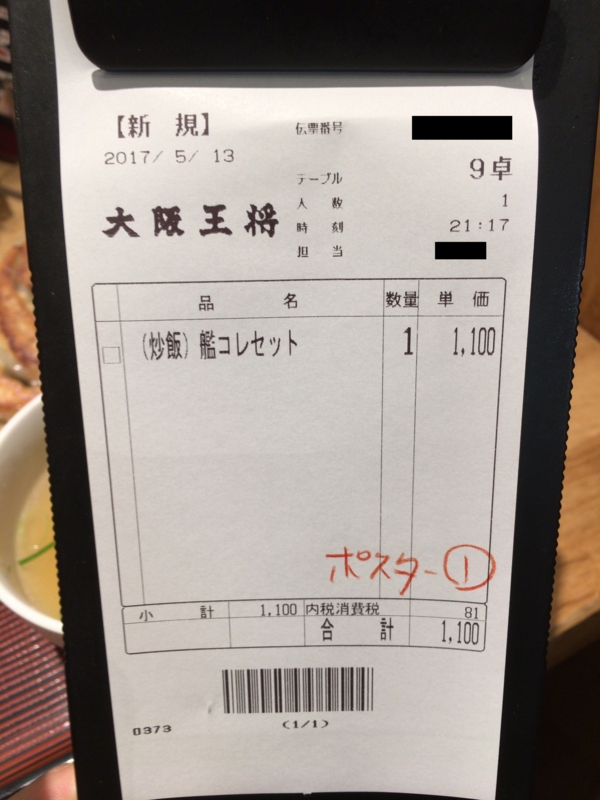 【新 規】 伝票番号
2017/ 5/ 13
テーブル 9卓
人 数 1
大阪王将 時 刻 21:17
担 当
品 名 数量 単 価
(炒飯)艦コレセット 1 1,100
ポスター ①
小 計 1,100 内税消費税 81
合 計 1,100
0373 (1/1)